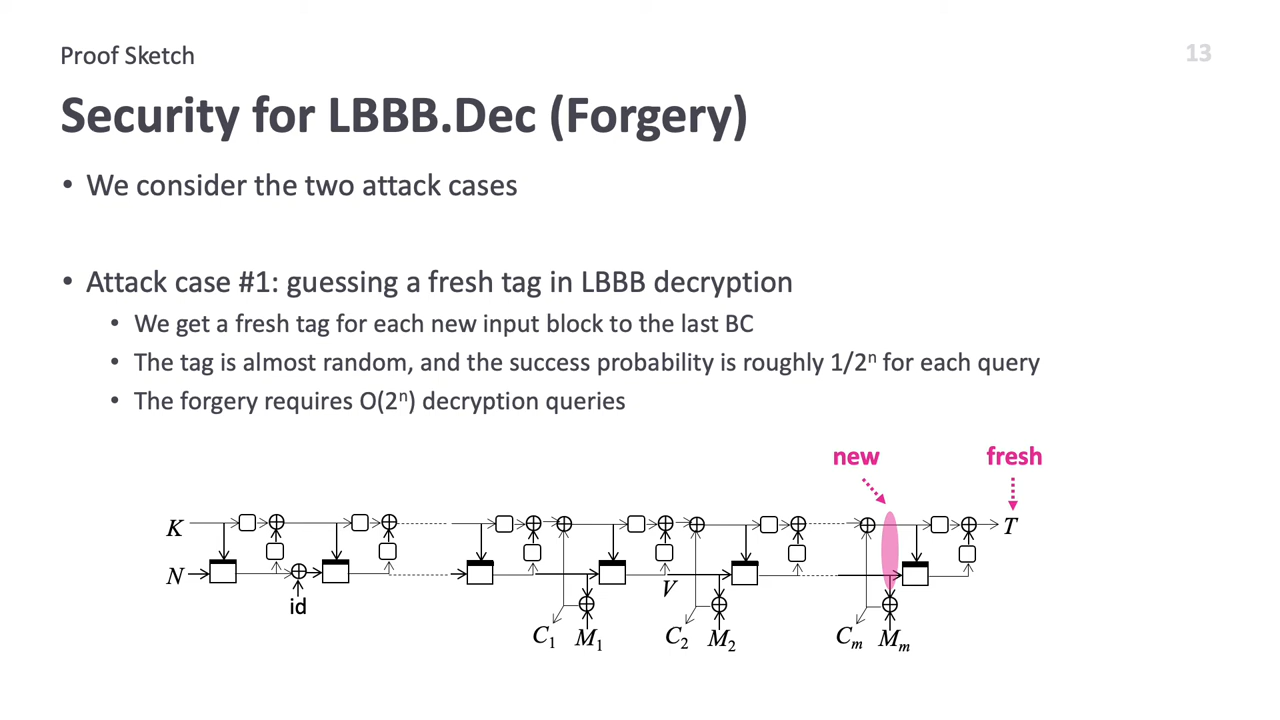 Proof Sketch
13
Security for LBBB.Dec (Forgery)
• We consider the two attack cases
• Attack case #1: guessing a fresh tag in LBBB decryption
• We get a fresh tag for each new input block to the last BC
• The tag is almost random, and the success probability is roughly 1/2ⁿ for each query
• The forgery requires O(2ⁿ) decryption queries
new fresh
K T
N V
id
C₁ M₁ C₂ M₂ Cₘ Mₘ